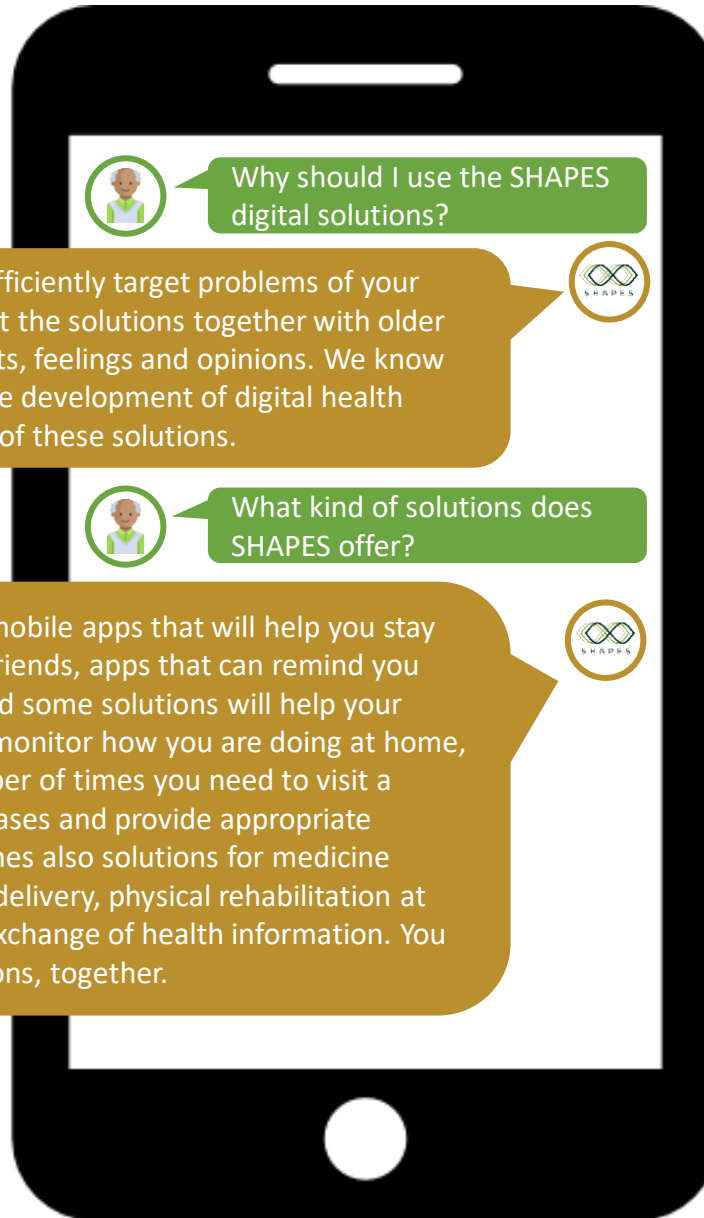 Why should I use the SHAPES
digital solutions?
SHAPES
fficiently target problems of your
t the solutions together with older
ts, feelings and opinions. We know
e development of digital health
of these solutions.
What kind of solutions does
SHAPES offer?
SHAPES
mobile apps that will help you stay
riends, apps that can remind you
d some solutions will help your
monitor how you are doing at home,
ber of times you need to visit a
ases and provide appropriate
nes also solutions for medicine
delivery, physical rehabilitation at
xchange of health information. You
ons, together.